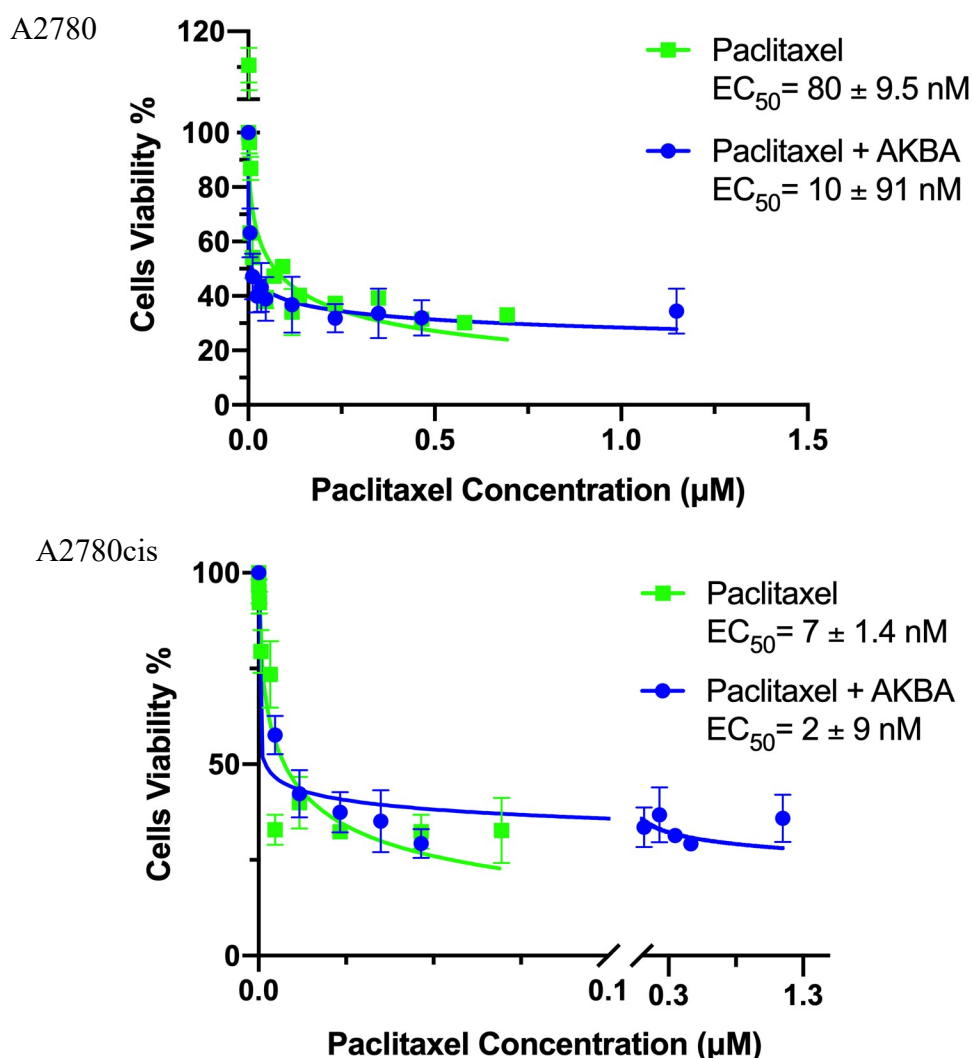 A2780
120
100
80
60
40
20
0
Cells Viability %
0.0 0.5 1.0 1.5
Paclitaxel Concentration (µM)
Paclitaxel
EC50= 80 ± 9.5 nM
Paclitaxel + AKBA
EC50= 10 ± 91 nM
A2780cis
100
50
0
Cells Viability %
0.0 0.1 0.3 1.3
Paclitaxel Concentration (µM)
Paclitaxel
EC50= 7 ± 1.4 nM
Paclitaxel + AKBA
EC50= 2 ± 9 nM